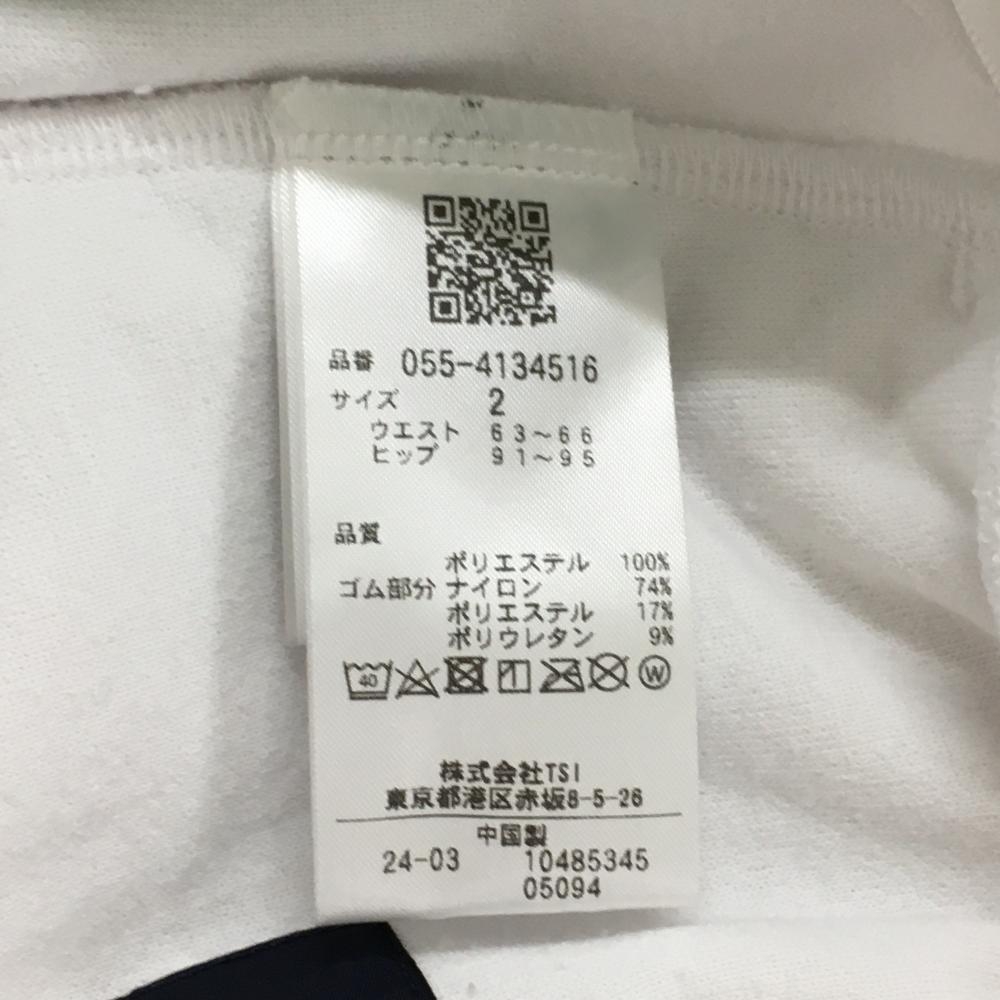 品番 055-4134516
サイズ 2
ウエスト 63～66
ヒップ 91～95
品質
ポリエステル 100%
ゴム部分 ナイロン 74%
ポリエステル 17%
ポリウレタン 9%
40 W
株式会社TSI
東京都港区赤坂8-5-26
中国製
24-03 10485345
05094